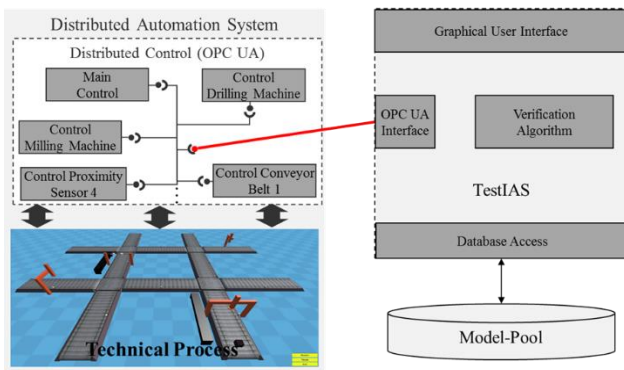 Distributed Automation System
Distributed Control (OPC UA)
Main
Control
Control
Drilling Machine
Control
Milling Machine
Control Proximity
Sensor 4
Control Conveyor
Belt 1
Technical Process
Graphical User Interface
OPC UA
Interface
Verification
Algorithm
TestIAS
Database Access
Model-Pool